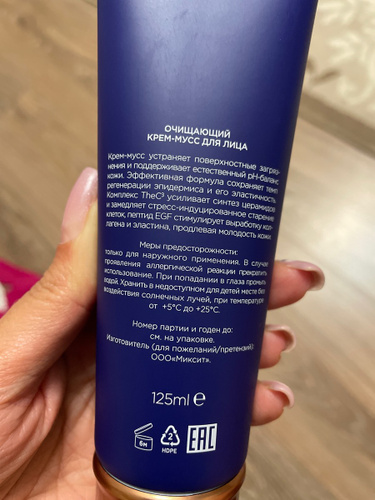 ОЧИЩАЮЩИЙ
КРЕМ-МУСС ДЛЯ ЛИЦА
Крем-мусс устраняет поверхностные загряз-
нения и поддерживает естественный pH-баланс
кожи. Эффективная формула сохраняет темп
регенерации эпидермиса и его эластичность.
Комплекс TheC³ усиливает синтез церамидов
и замедляет стресс-индуцированное старение
клеток, пептид EGF стимулирует выработку кол-
лагена и эластина, продлевая молодость кожи.
Меры предосторожности:
только для наружного применения. В случае
проявления аллергической реакции прекратить
использование. При попадании в глаза промыть
водой. Хранить в недоступном для детей месте без
воздействия солнечных лучей, при температуре
от +5°C до +25°C.
Номер партии и годен до:
см. на упаковке.
Изготовитель (для пожеланий/претензий):
ООО«Миксит».
125ml e
6м
2
HDPE
EAC